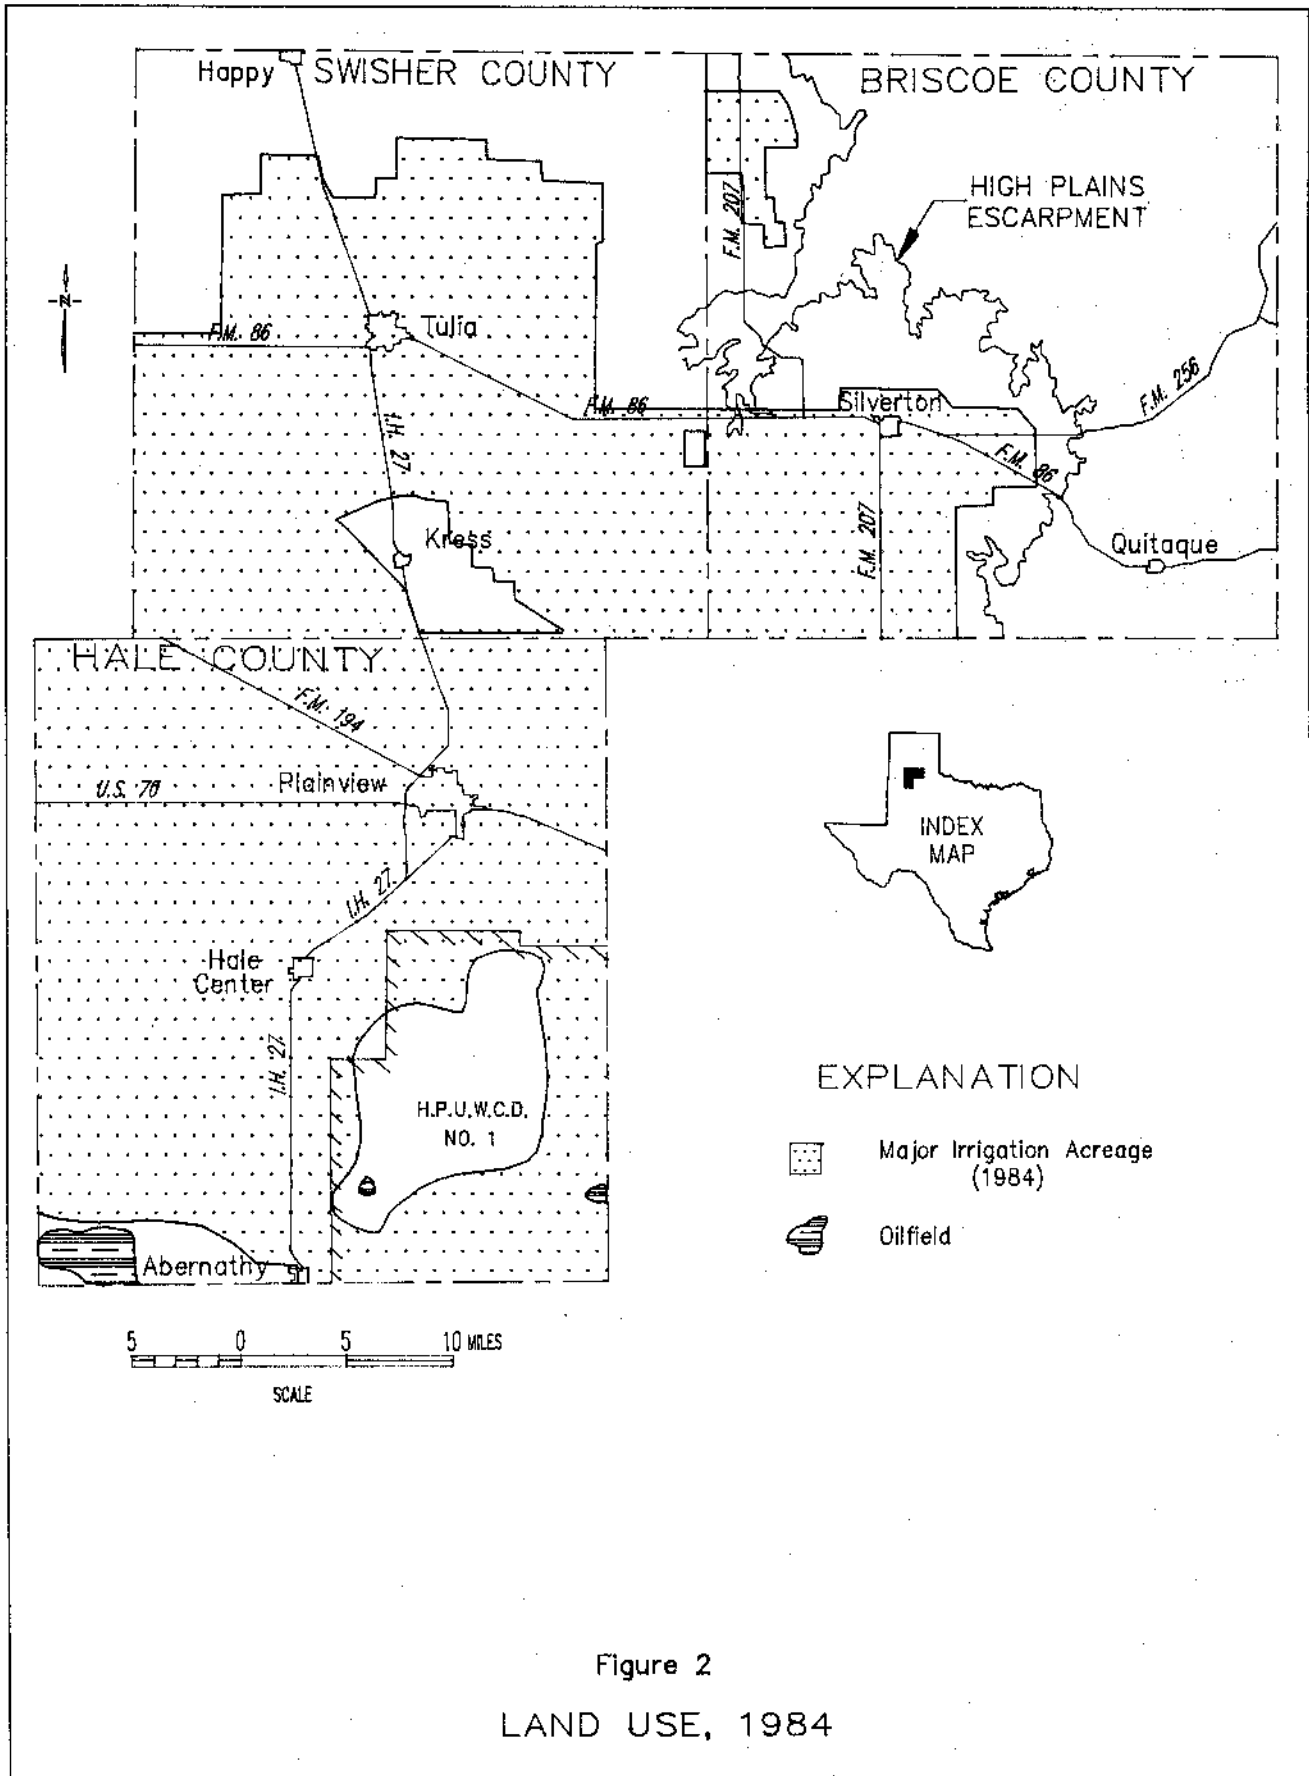 Happy
SWISHER COUNTY
BRISCOE COUNTY
HIGH PLAINS
ESCARPMENT
F.M. 207
-N-
Tulia
F.M. 86
F.M. 86
Silverton
F.M. 256
I.H. 27
F.M. 86
Kress
F.M. 207
Quitaque
HALE COUNTY
F.M. 194
Plainview
U.S. 70
INDEX
MAP
I.H. 27
Hale
Center
I.H. 27
EXPLANATION
H.P.U.W.C.D.
NO. 1
Major Irrigation Acreage
(1984)
Oilfield
Abernathy
5 0 5 10 MILES
SCALE
Figure 2
LAND USE, 1984